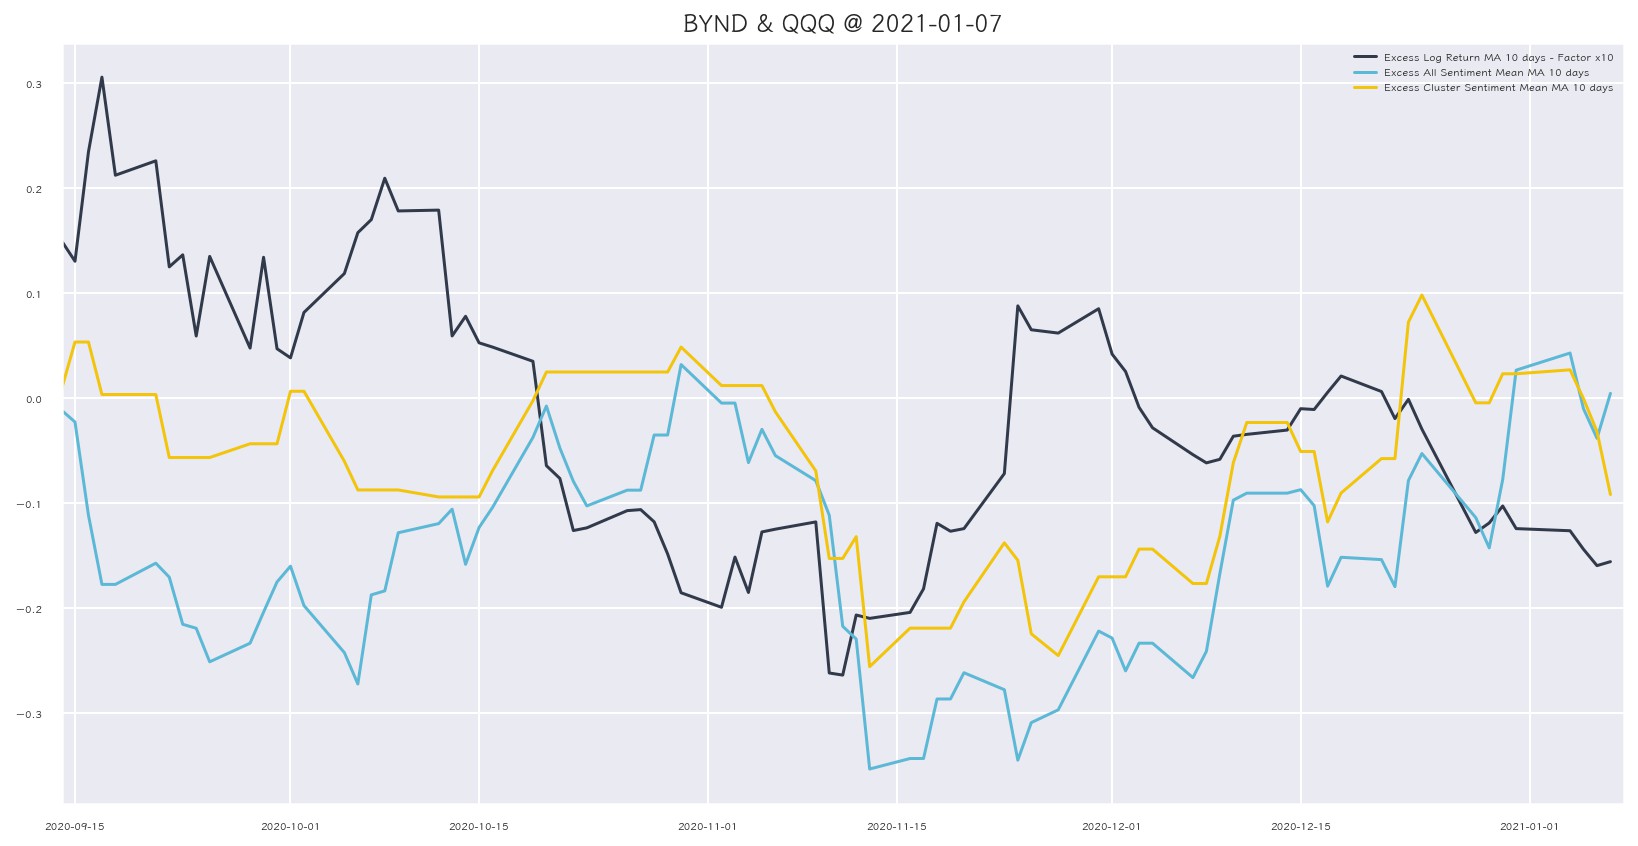 BYND & QQQ @ 2021-01-07
Excess Log Return MA 10 days - Factor x10
Excess All Sentiment Mean MA 10 days
Excess Cluster Sentiment Mean MA 10 days
0.3
0.2
0.1
0.0
−0.1
−0.2
−0.3
2020-09-15 2020-10-01 2020-10-15 2020-11-01 2020-11-15 2020-12-01 2020-12-15 2021-01-01